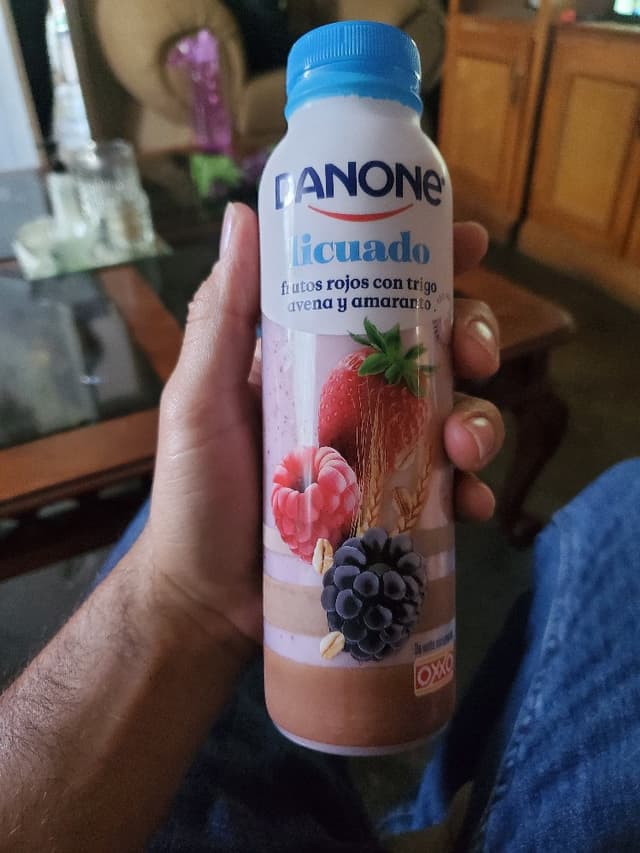 DANONE
licuado
frutos rojos con trigo
avena y amaranto.
OXXO